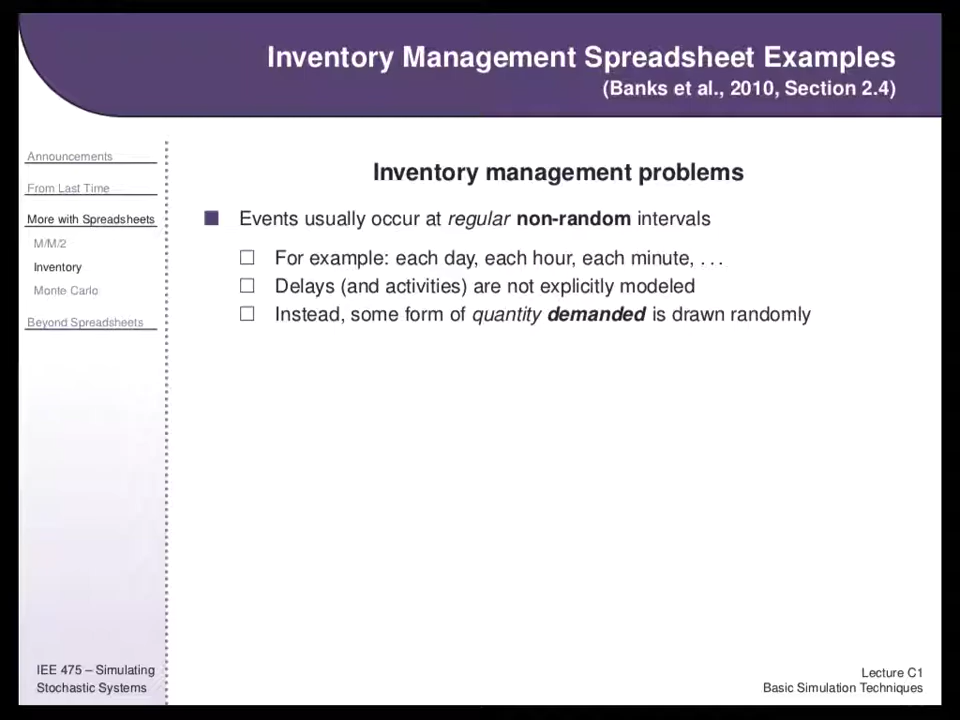 Inventory Management Spreadsheet Examples
(Banks et al., 2010, Section 2.4)
Announcements
From Last Time
More with Spreadsheets
M/M/2
Inventory
Monte Carlo
Beyond Spreadsheets
Inventory management problems
Events usually occur at regular non-random intervals
For example: each day, each hour, each minute, . . .
Delays (and activities) are not explicitly modeled
Instead, some form of quantity demanded is drawn randomly
IEE 475 – Simulating
Stochastic Systems
Lecture C1
Basic Simulation Techniques